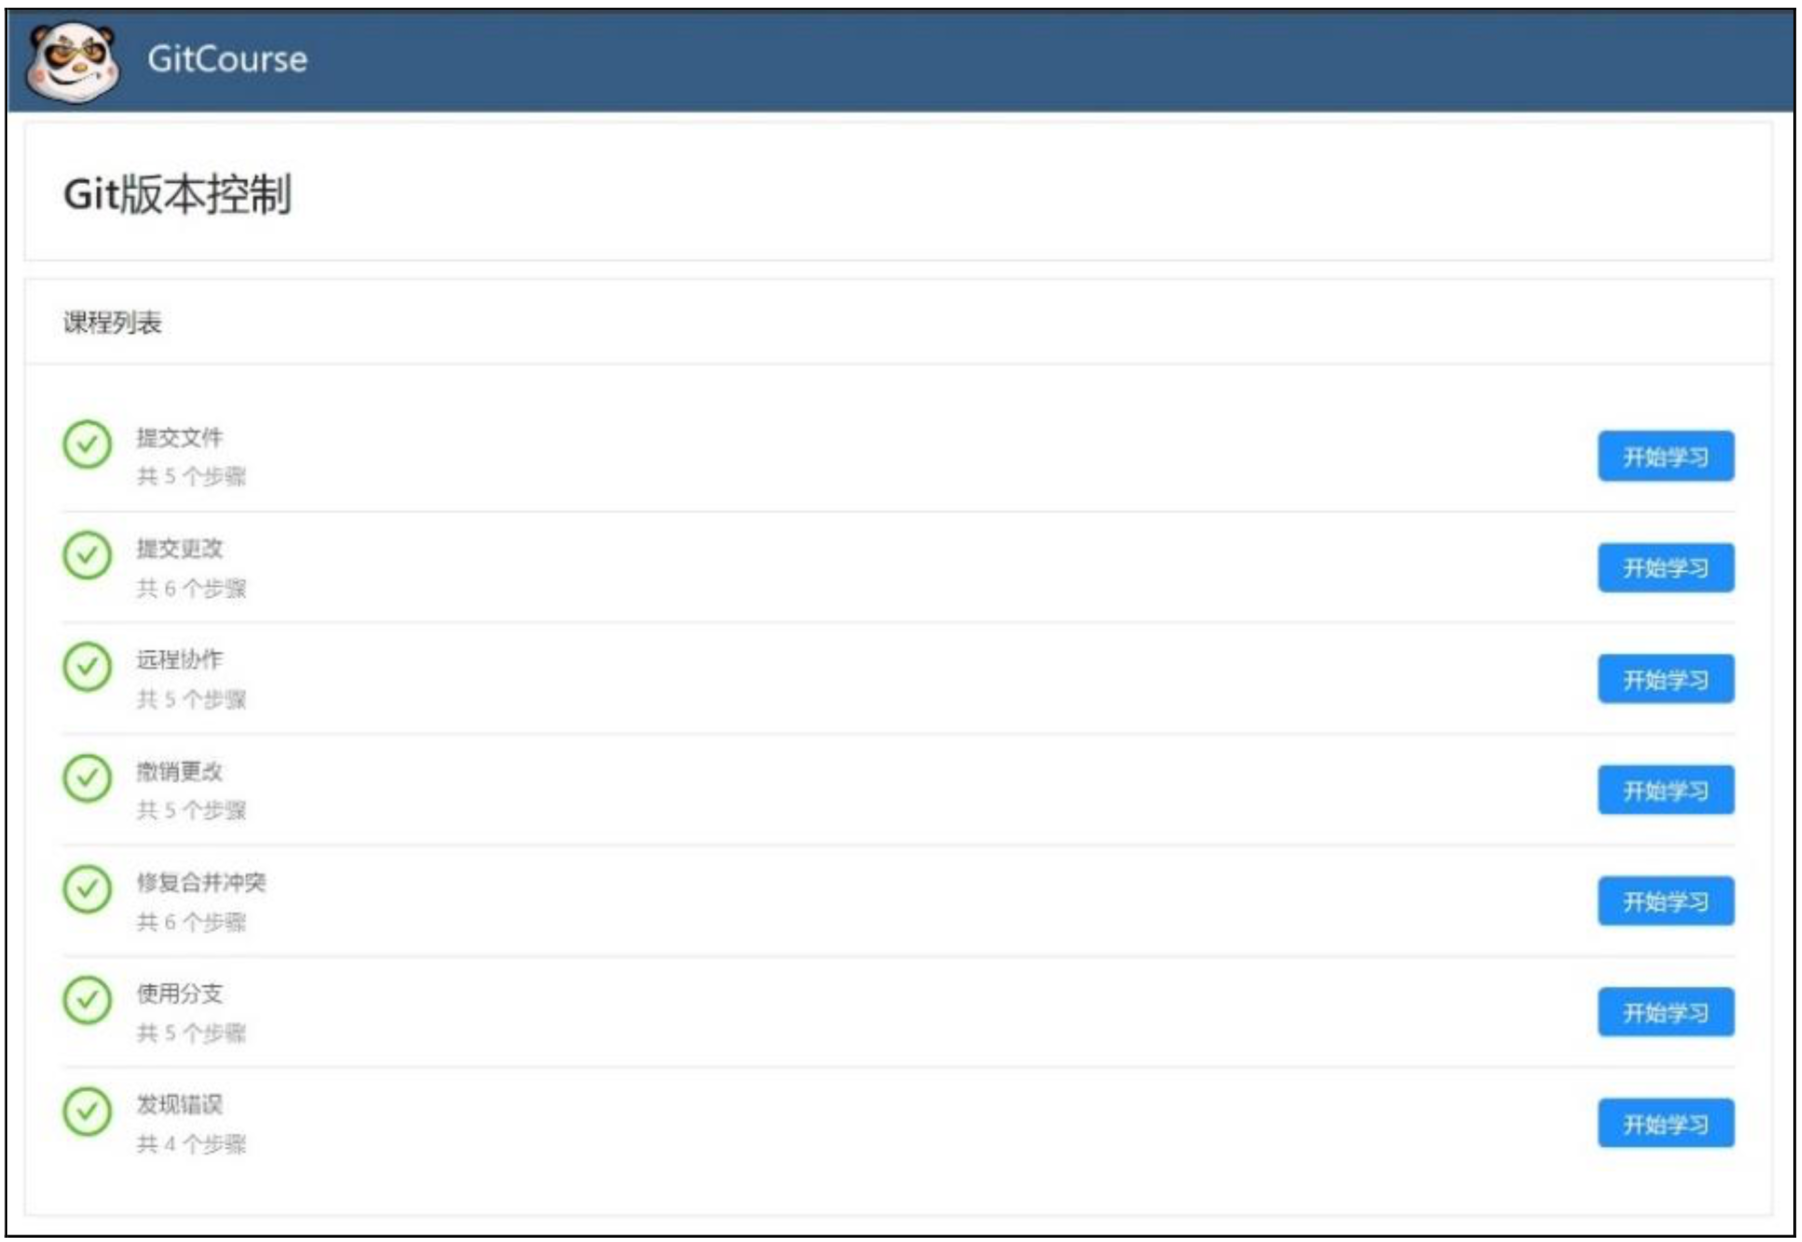 GitCourse
Git版本控制
课程列表
提交文件
共 5 个步骤
开始学习
提交更改
共 6 个步骤
开始学习
远程协作
共 5 个步骤
开始学习
撤销更改
共 5 个步骤
开始学习
修复合并冲突
共 6 个步骤
开始学习
使用分支
共 5 个步骤
开始学习
发现错误
共 4 个步骤
开始学习